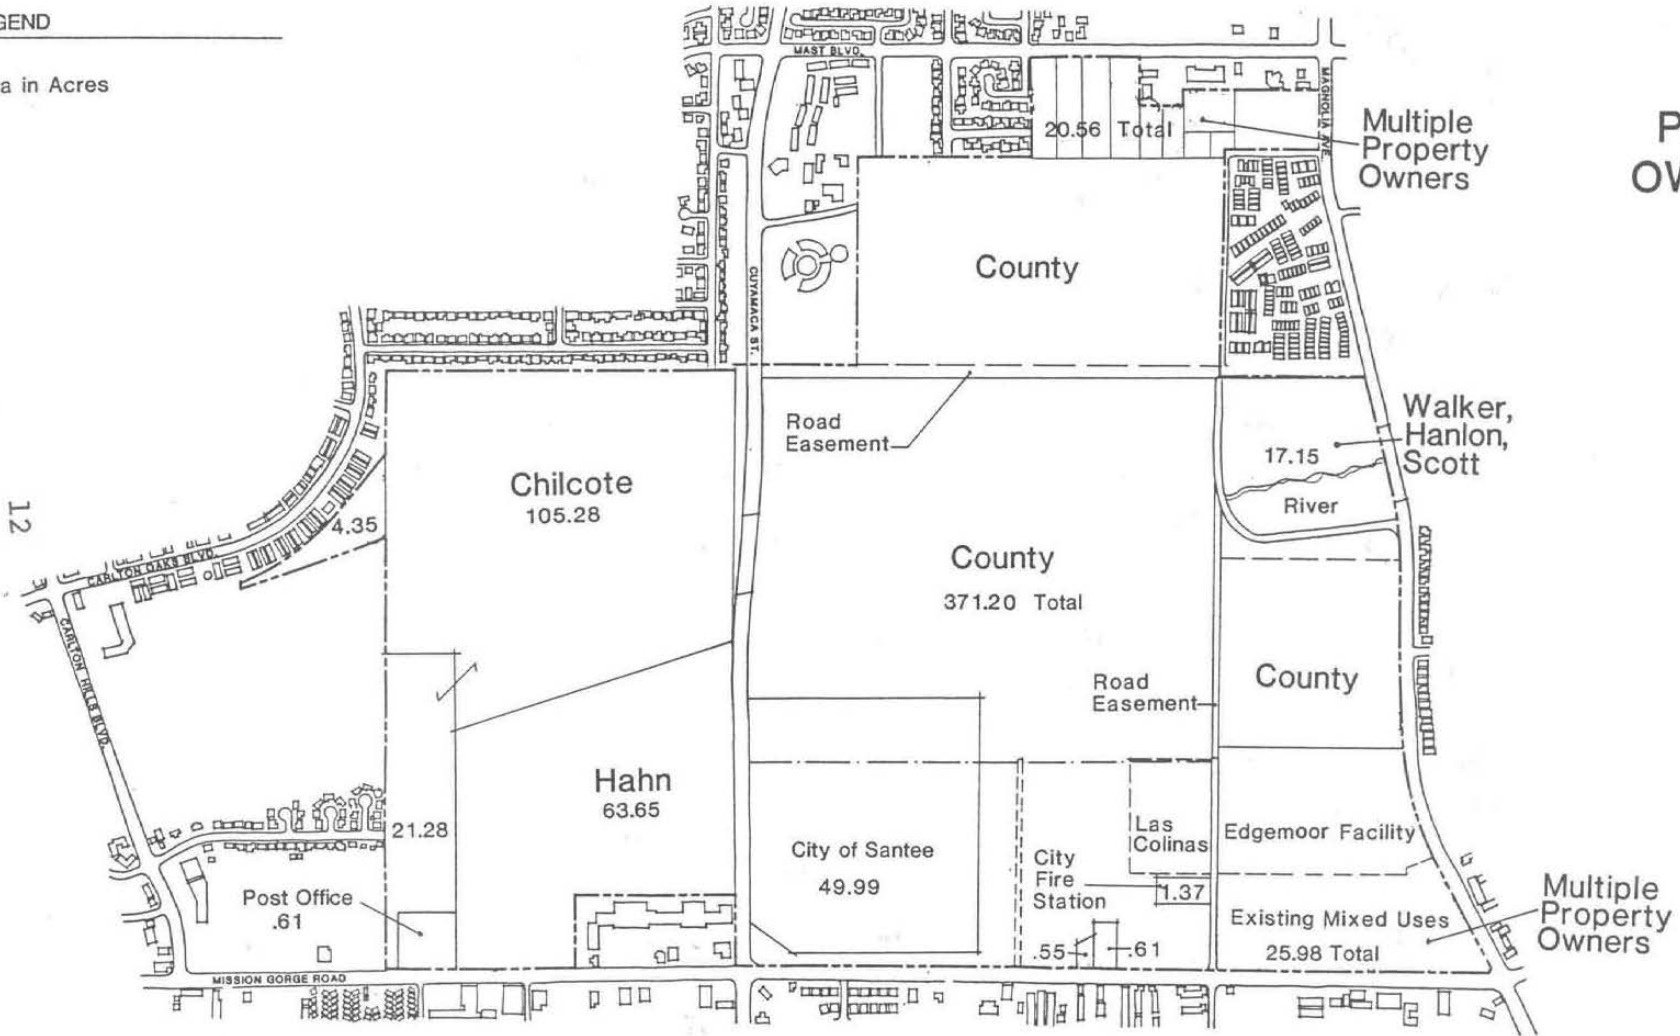 GEND
a in Acres
MAST BLVD.
MAGNOLIA AVE.
20.56 Total
Multiple
Property
Owners
P
OW
County
CUYAMACA ST.
Road
Easement
Walker,
Hanlon,
Scott
17.15
River
Chilcote
105.28
4.35
12
CARLTON OAKS BLVD.
County
371.20 Total
CARLTON HILLS BLVD.
Road
Easement
County
Hahn
63.65
21.28
City of Santee
49.99
Las
Colinas
Edgemoor Facility
City
Fire
Station
1.37
Post Office
.61
Existing Mixed Uses
25.98 Total
Multiple
Property
Owners
.55
.61
MISSION GORGE ROAD